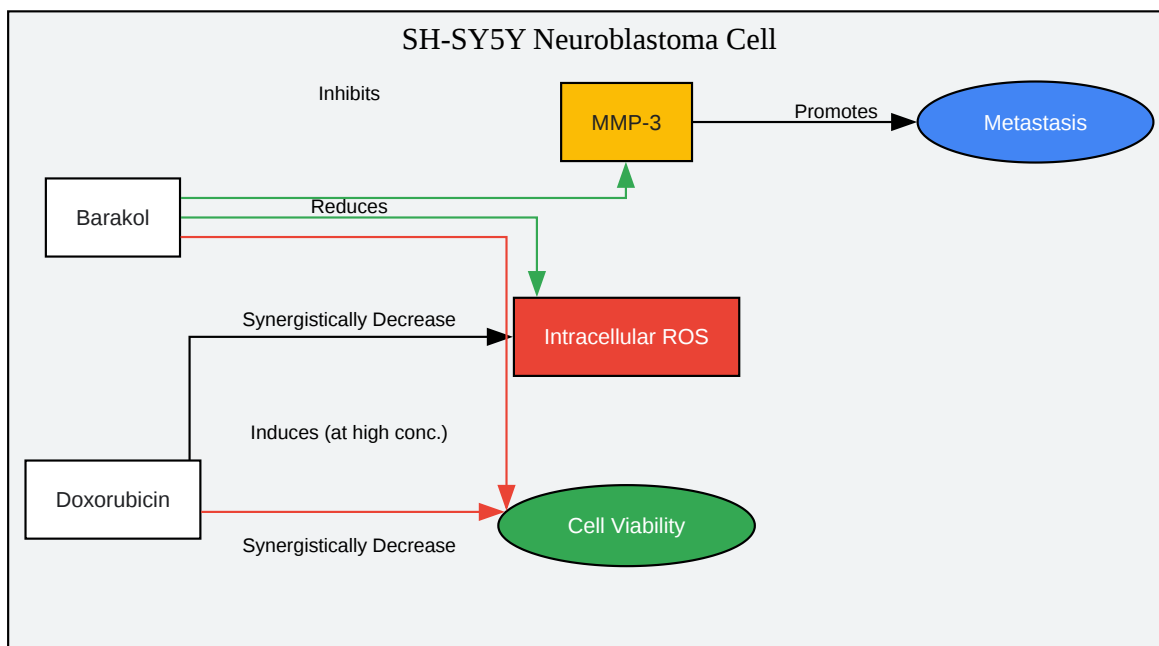 SH-SY5Y Neuroblastoma Cell
Inhibits
MMP-3
Promotes
Metastasis
Barakol
Reduces
Synergistically Decrease
Intracellular ROS
Induces (at high conc.)
Doxorubicin
Cell Viability
Synergistically Decrease